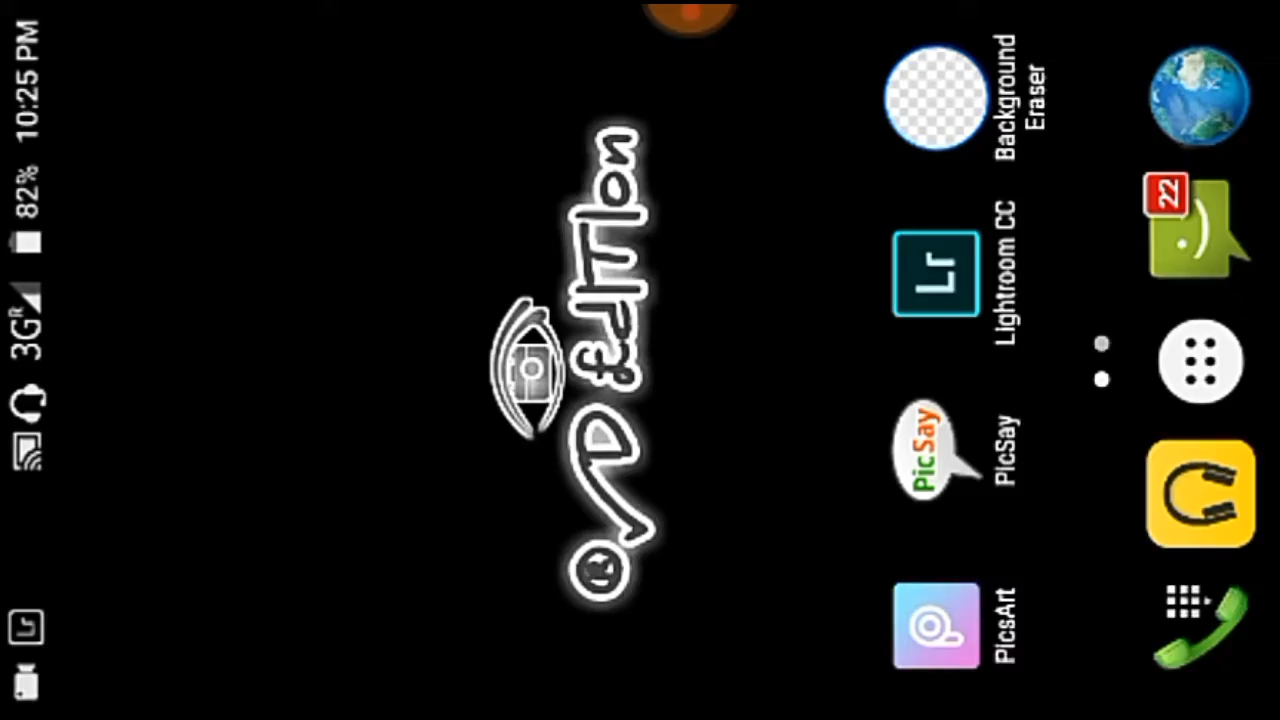 3G R 82% 10:25 PM
EdITIon
PicsArt
PicSay
PicSay
Lr
Lightroom CC
Background
Eraser
22